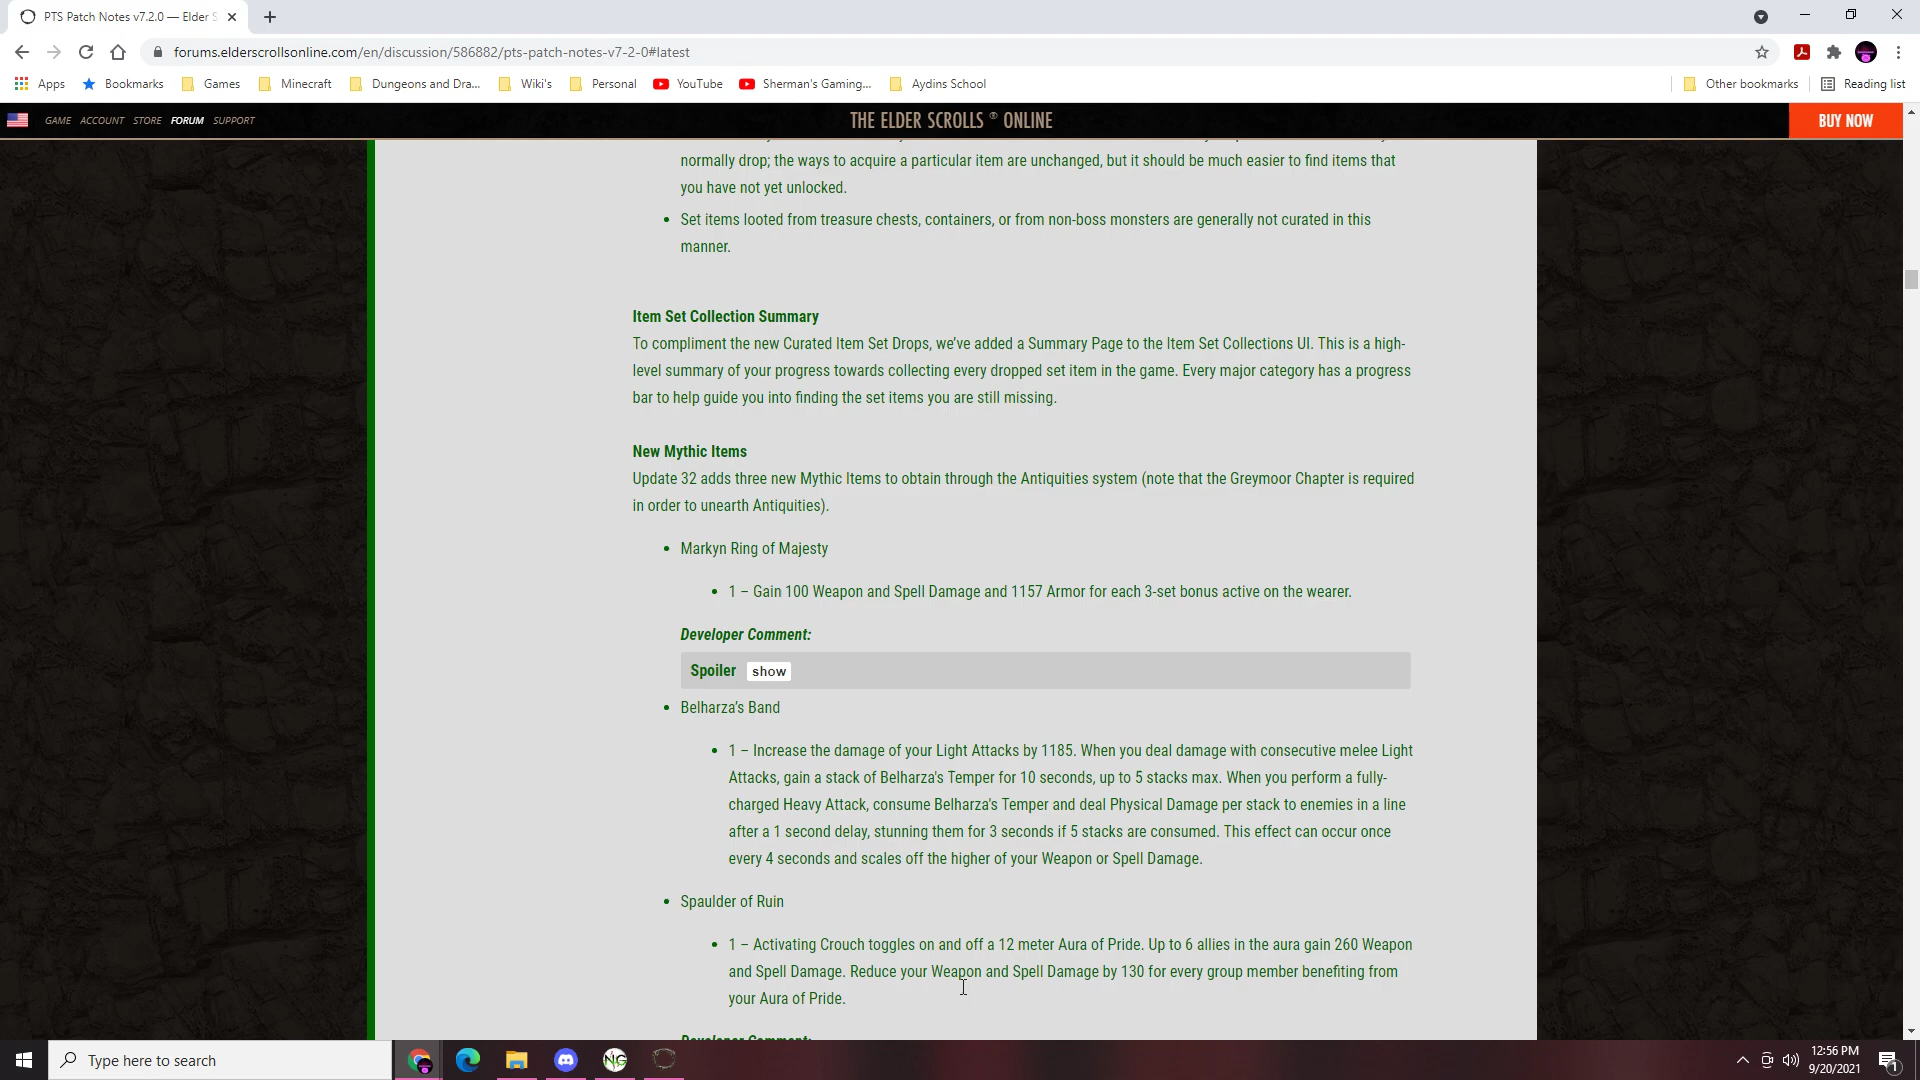 PTS Patch Notes v7.2.0 — Elder S
forums.elderscrollsonline.com/en/discussion/586882/pts-patch-notes-v7-2-0#latest
Apps Bookmarks Games Minecraft Dungeons and Dra... Wiki's Personal YouTube Sherman's Gaming... Aydins School Other bookmarks Reading list
GAME ACCOUNT STORE FORUM SUPPORT THE ELDER SCROLLS ® ONLINE BUY NOW
normally drop; the ways to acquire a particular item are unchanged, but it should be much easier to find items that
you have not yet unlocked.
• Set items looted from treasure chests, containers, or from non-boss monsters are generally not curated in this
manner.
Item Set Collection Summary
To compliment the new Curated Item Set Drops, we've added a Summary Page to the Item Set Collections UI. This is a high-
level summary of your progress towards collecting every dropped set item in the game. Every major category has a progress
bar to help guide you into finding the set items you are still missing.
New Mythic Items
Update 32 adds three new Mythic Items to obtain through the Antiquities system (note that the Greymoor Chapter is required
in order to unearth Antiquities).
• Markyn Ring of Majesty
• 1 – Gain 100 Weapon and Spell Damage and 1157 Armor for each 3-set bonus active on the wearer.
Developer Comment:
Spoiler show
• Belharza's Band
• 1 – Increase the damage of your Light Attacks by 1185. When you deal damage with consecutive melee Light
Attacks, gain a stack of Belharza's Temper for 10 seconds, up to 5 stacks max. When you perform a fully-
charged Heavy Attack, consume Belharza's Temper and deal Physical Damage per stack to enemies in a line
after a 1 second delay, stunning them for 3 seconds if 5 stacks are consumed. This effect can occur once
every 4 seconds and scales off the higher of your Weapon or Spell Damage.
• Spaulder of Ruin
• 1 – Activating Crouch toggles on and off a 12 meter Aura of Pride. Up to 6 allies in the aura gain 260 Weapon
and Spell Damage. Reduce your Weapon and Spell Damage by 130 for every group member benefiting from
your Aura of Pride.
Developer Comment:
Type here to search
NG
12:56 PM
9/20/2021
1